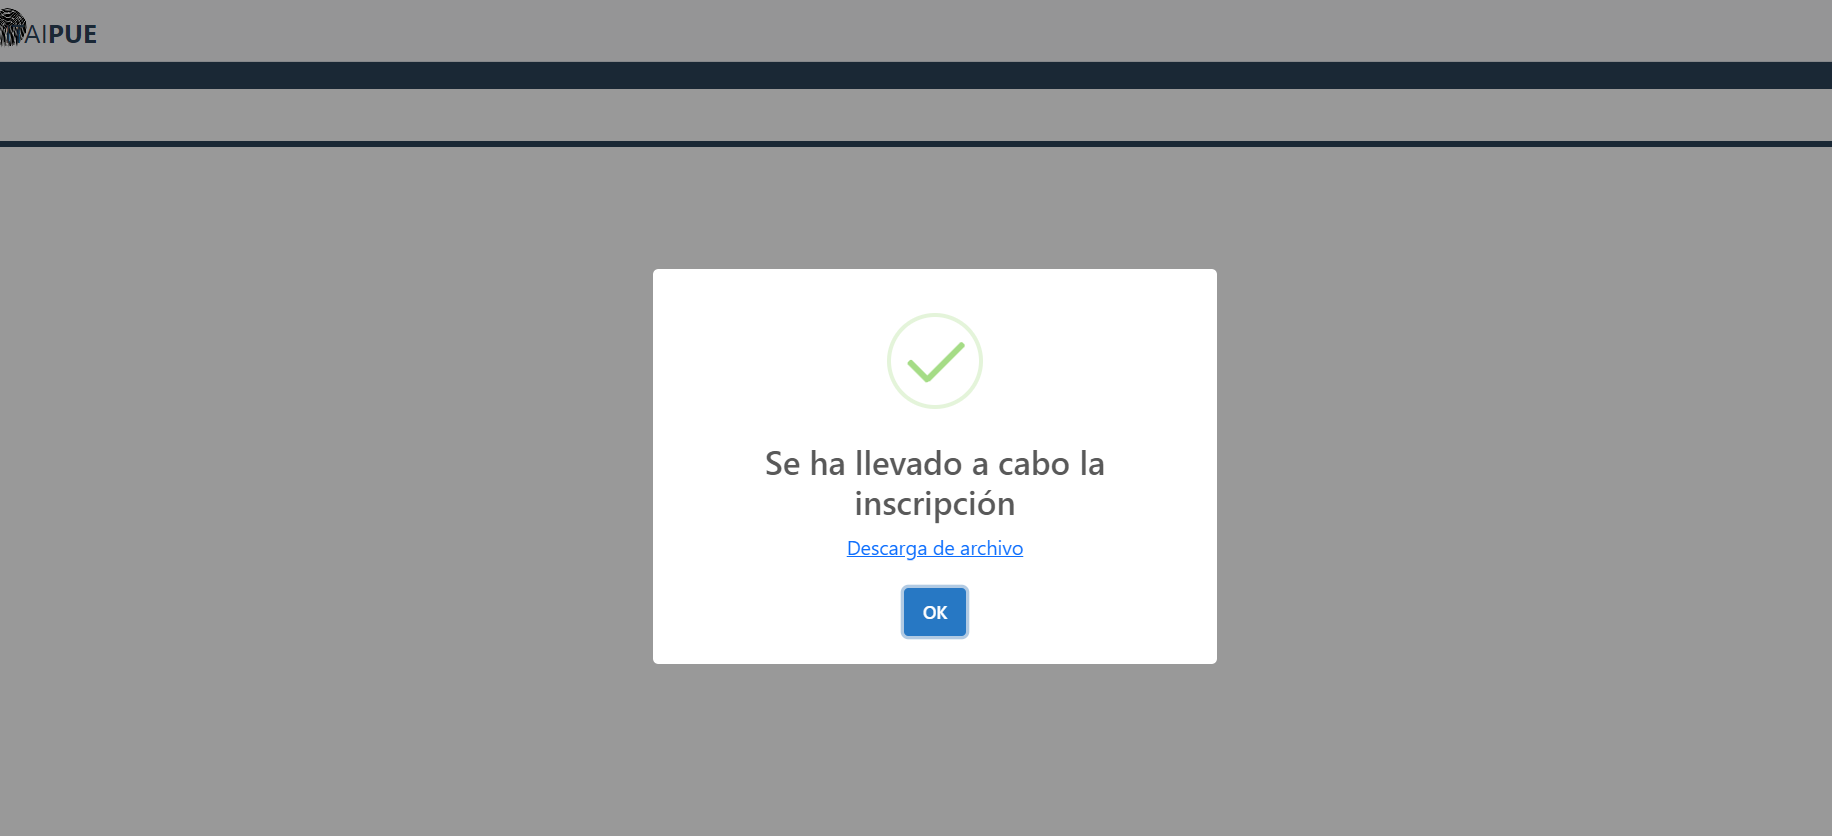 AIPUE
Se ha llevado a cabo la
inscripción
Descarga de archivo
OK